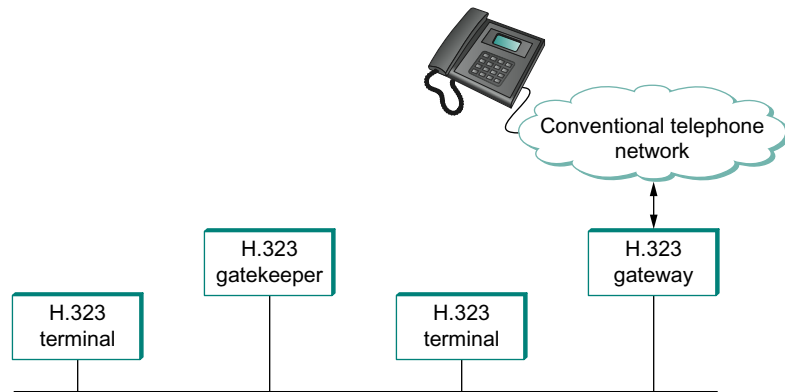 Conventional telephone
network
H.323
gatekeeper
H.323
gateway
H.323
terminal
H.323
terminal